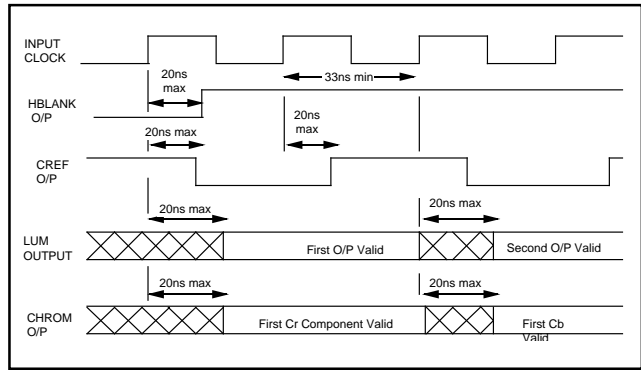 INPUT
CLOCK
20ns
max
33ns min
HBLANK
O/P
20ns max
20ns
max
CREF
O/P
20ns max
20ns max
LUM
OUTPUT
First O/P Valid
Second O/P Valid
20ns max
20ns max
CHROM
O/P
First Cr Component Valid
First Cb
Valid